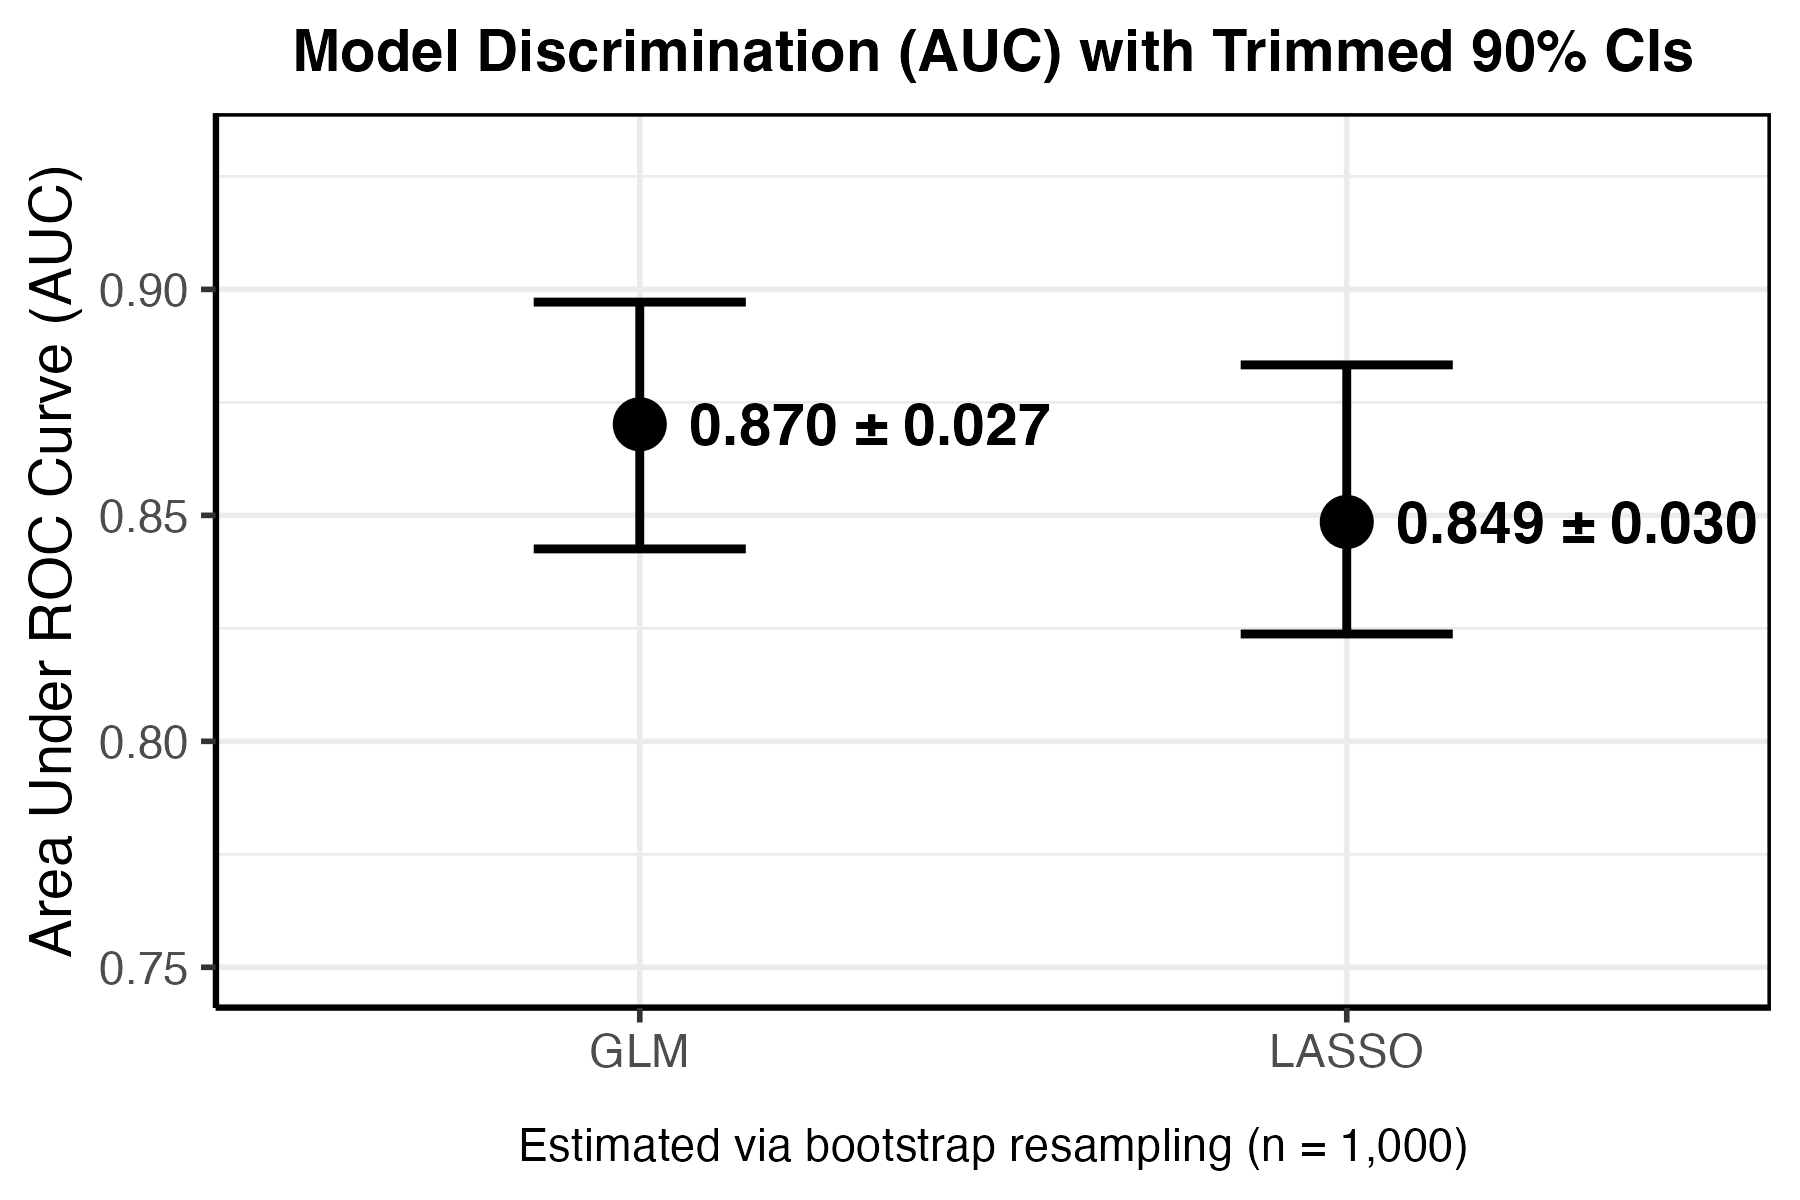 Model Discrimination (AUC) with Trimmed 90% CIs
Area Under ROC Curve (AUC)
0.90
0.85
0.80
0.75
0.870 ± 0.027
0.849 ± 0.030
GLM
LASSO
Estimated via bootstrap resampling (n = 1,000)